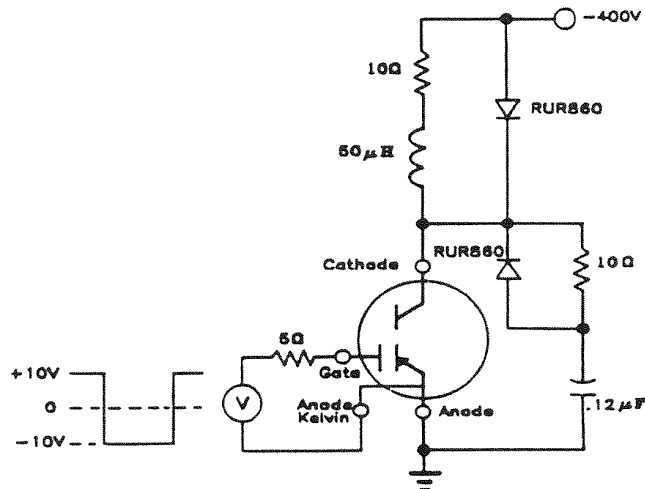 -400V
10Ω
RUR860
50μH
RUR860
10Ω
Cathode
5Ω
Gate
+10V
0
V
Anode
Kelvin
Anode
.12μF
-10V